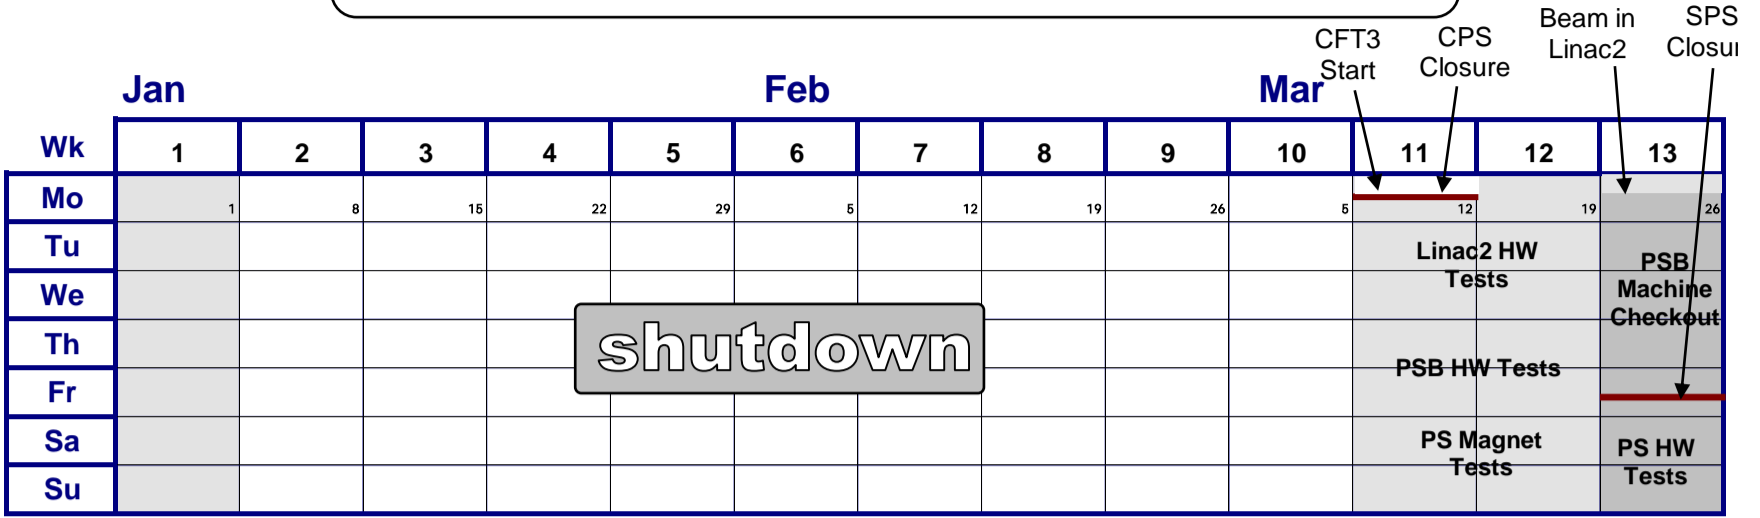 Beam in
Linac2
SPS
Closur
CFT3
Start
CPS
Closure
Jan Feb Mar
Wk 1 2 3 4 5 6 7 8 9 10 11 12 13
Mo 1 8 15 22 29 5 12 19 26 5 12 19 26
Tu
We
Th
Fr
Sa
Su
shutdown
Linac2 HW
Tests
PSB HW Tests
PS Magnet
Tests
PSB
Machine
Checkout
PS HW
Tests